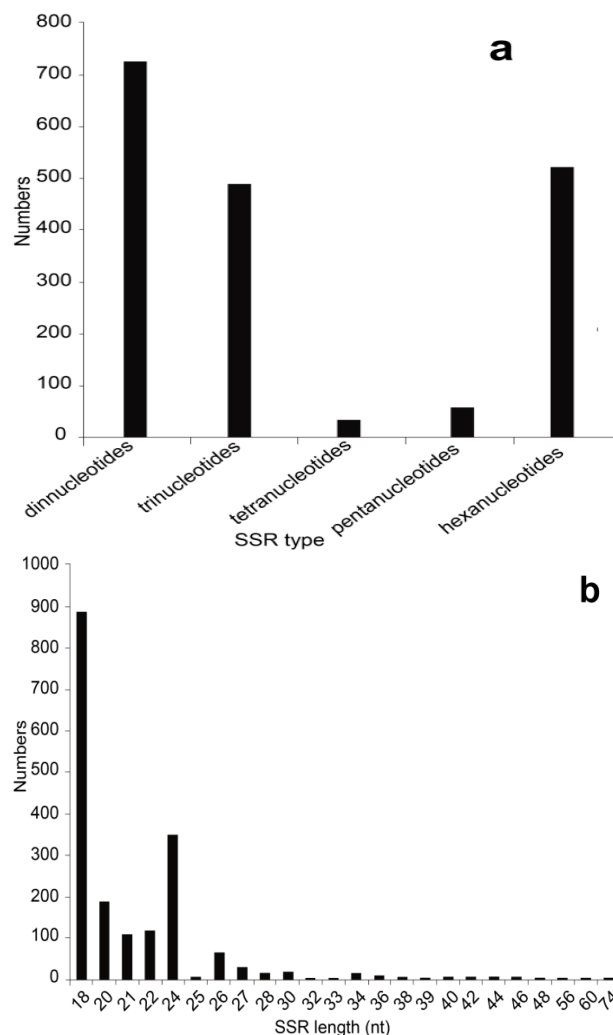 a
800
700
600
500
400
300
200
100
0
Numbers
dinnucleotides
trinucleotides
tetranucleotides
pentanucleotides
hexanucleotides
SSR type
b
1000
900
800
700
600
500
400
300
200
100
0
Numbers
18 20 21 22 24 25 26 27 28 30 32 33 34 36 38 39 40 42 44 46 48 56 60 74
SSR length (nt)